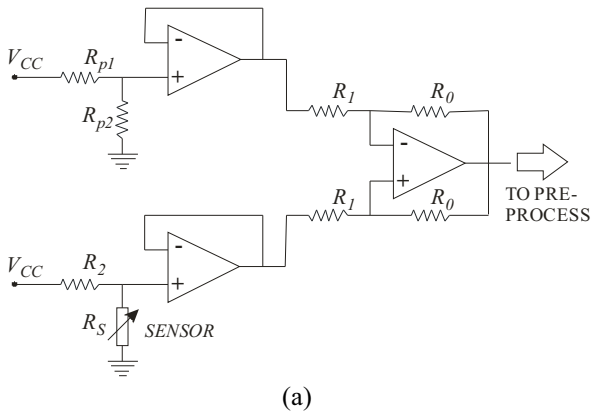 V_CC R_p1
-
+
R_p2
R_1 R_0
-
+
R_1 R_0
TO PRE-
PROCESS
V_CC R_2
-
+
R_S SENSOR
(a)